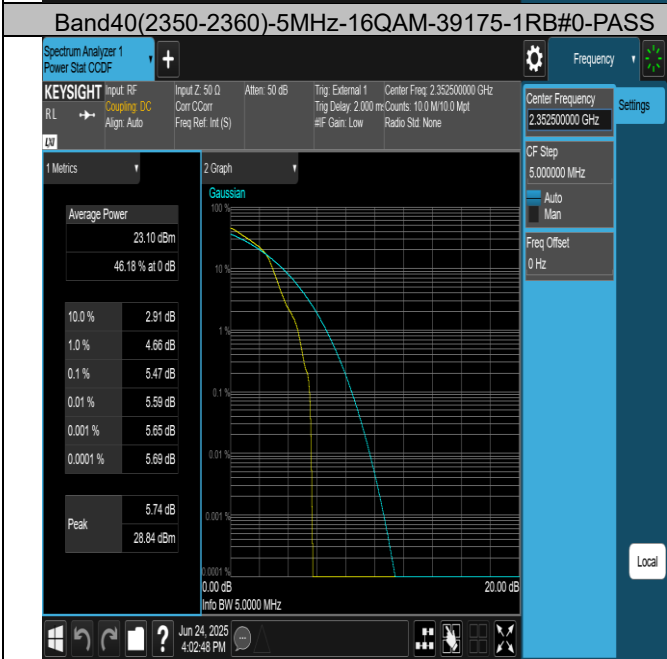 Band40(2350-2360)-5MHz-16QAM-39175-1RB#0-PASS
Spectrum Analyzer 1
Power Stat CCDF
Frequency
KEYSIGHT
RL
LXI
Input: RF
Coupling: DC
Align: Auto
Input Z: 50 Ω
Corr CCorr
Freq Ref: Int (S)
Atten: 50 dB
Trig: External 1
Trig Delay: 2.000 ms
#IF Gain: Low
Center Freq: 2.352500000 GHz
Counts: 10.0 M/10.0 Mpt
Radio Std: None
Center Frequency
2.352500000 GHz
Settings
CF Step
5.000000 MHz
Auto
Man
Freq Offset
0 Hz
1 Metrics
Average Power
23.10 dBm
46.18 % at 0 dB
10.0 % 2.91 dB
1.0 % 4.66 dB
0.1 % 5.47 dB
0.01 % 5.59 dB
0.001 % 5.65 dB
0.0001 % 5.69 dB
Peak
5.74 dB
28.84 dBm
2 Graph
Gaussian
100 %
10 %
1 %
0.1 %
0.01 %
0.001 %
0.0001 %
0.00 dB 20.00 dB
Info BW 5.0000 MHz
Local
Jun 24, 2025
4:02:48 PM